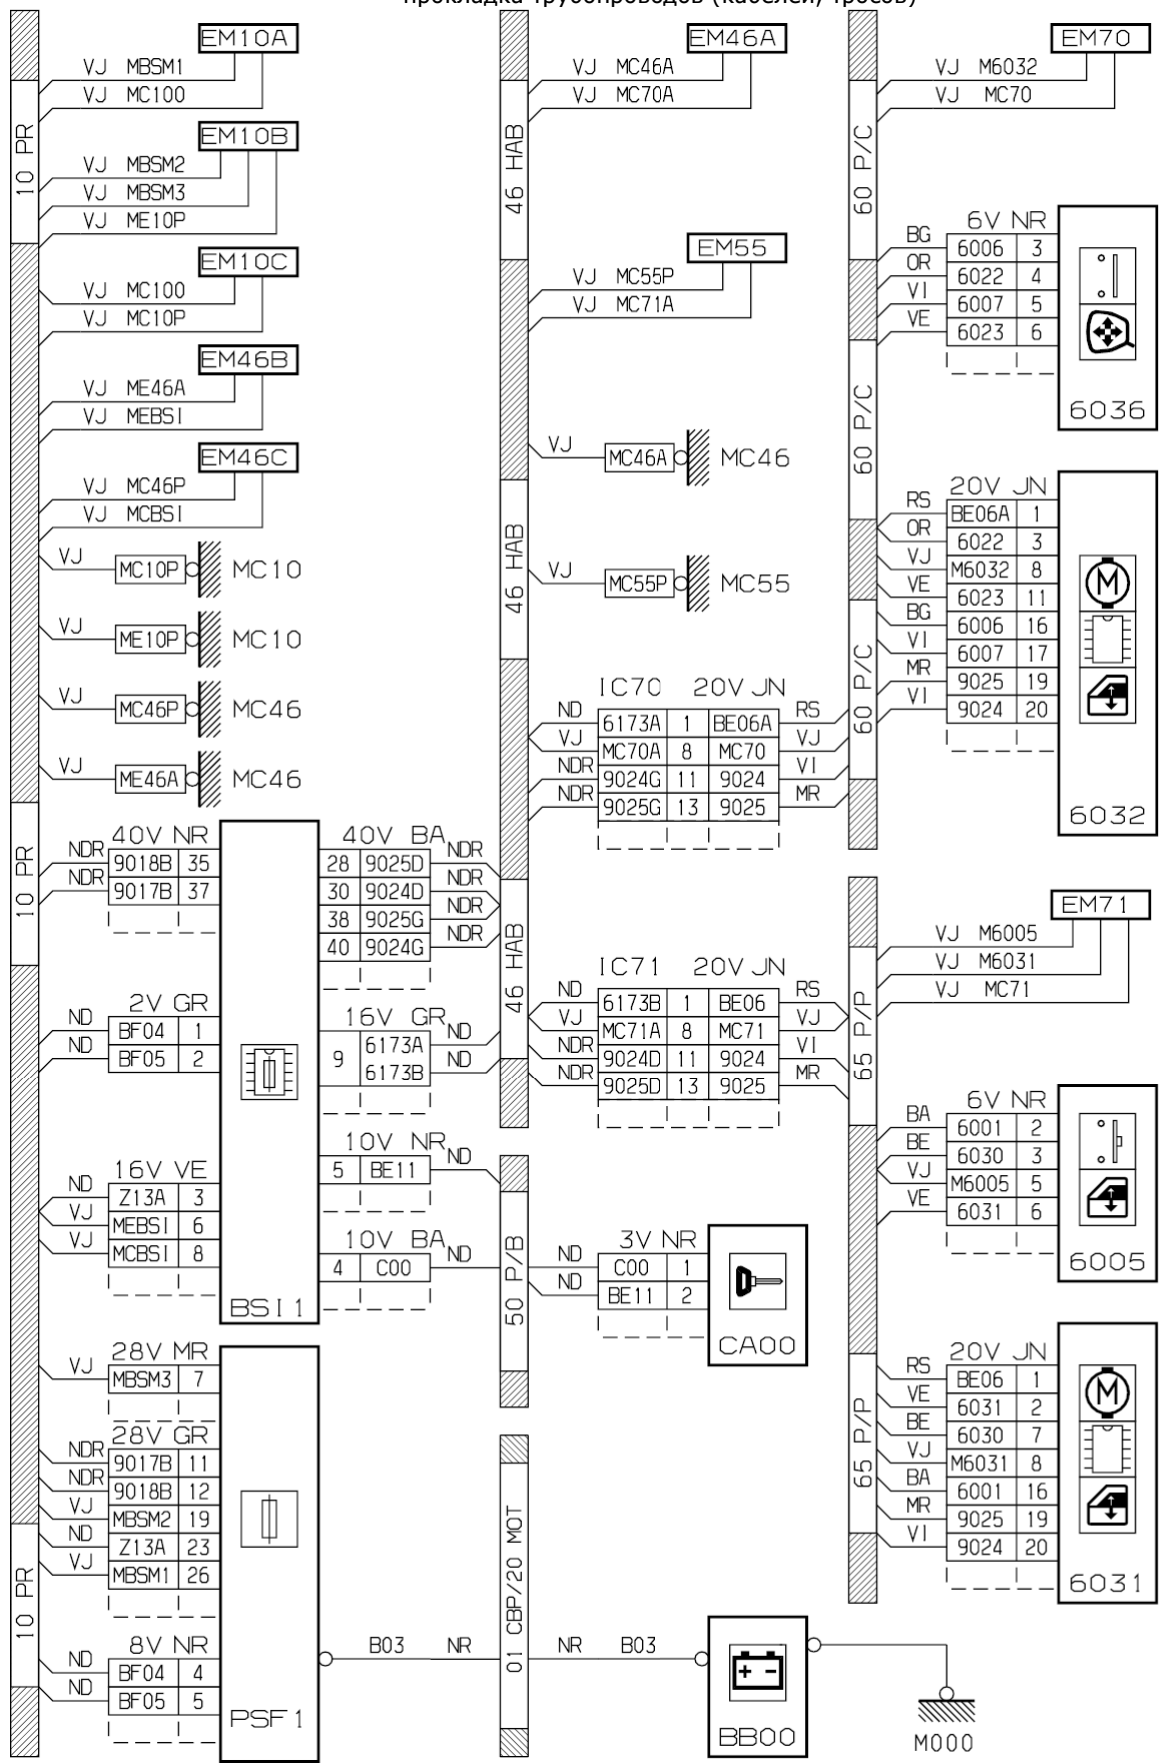 прокладка трубопроводов (кабелей, тросов)
EM10A
VJ MBSM1
VJ MC100
10 PR
EM10B
VJ MBSM2
VJ MBSM3
VJ ME10P
EM10C
VJ MC100
VJ MC10P
EM46B
VJ ME46A
VJ MEBSI
EM46C
VJ MC46P
VJ MCBSI
VJ MC10P MC10
VJ ME10P MC10
VJ MC46P MC46
VJ ME46A MC46
10 PR
40V NR
NDR 9018B 35
NDR 9017B 37
2V GR
ND BF04 1
ND BF05 2
16V VE
ND Z13A 3
VJ MEBSI 6
VJ MCBSI 8
BSI1
40V BA
28 9025D NDR
30 9024D NDR
38 9025G NDR
40 9024G NDR
16V GR
9 6173A ND
6173B ND
10V NR
5 BE11 ND
10V BA
4 C00 ND
28V MR
VJ MBSM3 7
28V GR
NDR 9017B 11
NDR 9018B 12
VJ MBSM2 19
ND Z13A 23
VJ MBSM1 26
10 PR
8V NR
ND BF04 4
ND BF05 5
PSF1
B03 NR
EM46A
VJ MC46A
VJ MC70A
46 HAB
EM55
VJ MC55P
VJ MC71A
VJ MC46A MC46
46 HAB
VJ MC55P MC55
IC70 20V JN
ND 6173A 1 BE06A RS
VJ MC70A 8 MC70 VJ
NDR 9024G 11 9024 VI
NDR 9025G 13 9025 MR
46 HAB
IC71 20V JN
ND 6173B 1 BE06 RS
VJ MC71A 8 MC71 VJ
NDR 9024D 11 9024 VI
NDR 9025D 13 9025 MR
50 P/B
3V NR
ND C00 1
ND BE11 2
CA00
01 CBP/20 MOT
NR B03
BB00
M000
EM70
VJ M6032
VJ MC70
60 P/C
6V NR
BG 6006 3
OR 6022 4
VI 6007 5
VE 6023 6
6036
60 P/C
20V JN
RS BE06A 1
OR 6022 3
VJ M6032 8
VE 6023 11
BG 6006 16
VI 6007 17
MR 9025 19
VI 9024 20
6032
60 P/C
EM71
VJ M6005
VJ M6031
VJ MC71
65 P/P
6V NR
BA 6001 2
BE 6030 3
VJ M6005 5
VE 6031 6
6005
65 P/P
20V JN
RS BE06 1
VE 6031 2
BE 6030 7
VJ M6031 8
BA 6001 16
MR 9025 19
VI 9024 20
6031